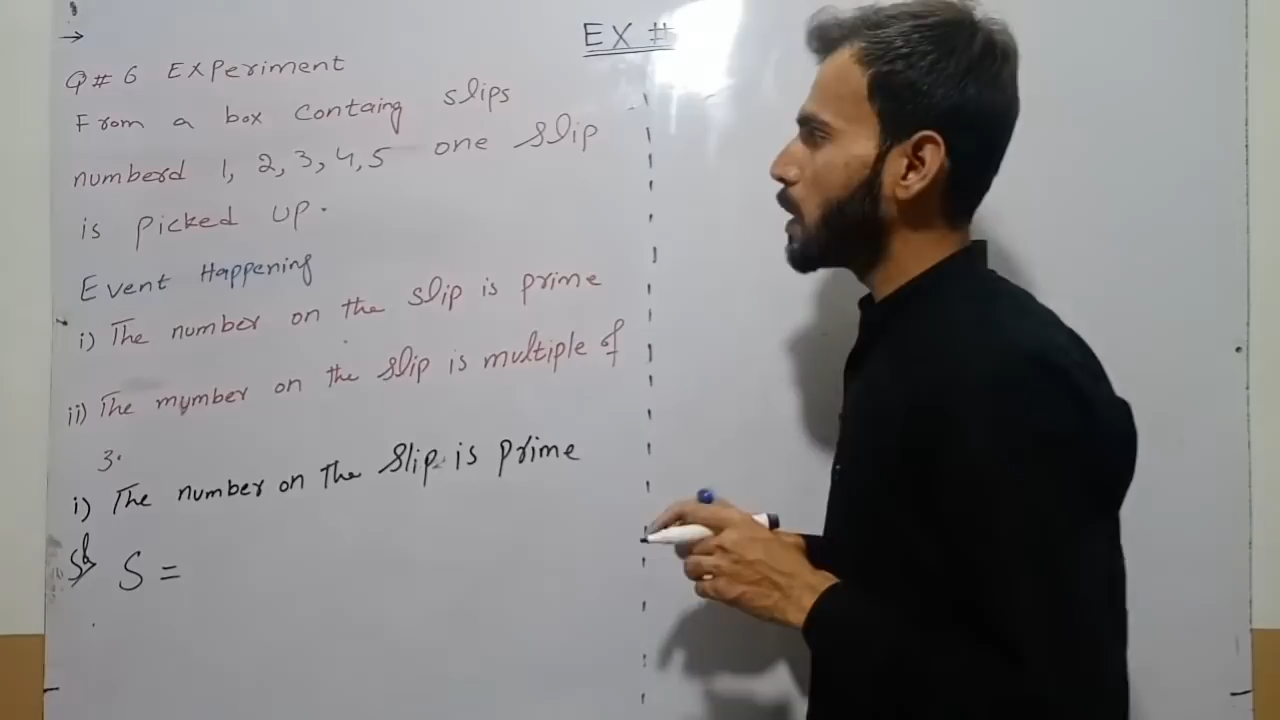 →
EX #
Q # 6 Experiment
From a box Containg slips
numberd 1, 2, 3, 4, 5 one slip
is picked up.
Event Happening
i) The number on the slip is prime
ii) The mymber on the slip is multiple of
3.
i) The number on The Slip is prime
Sol
S =